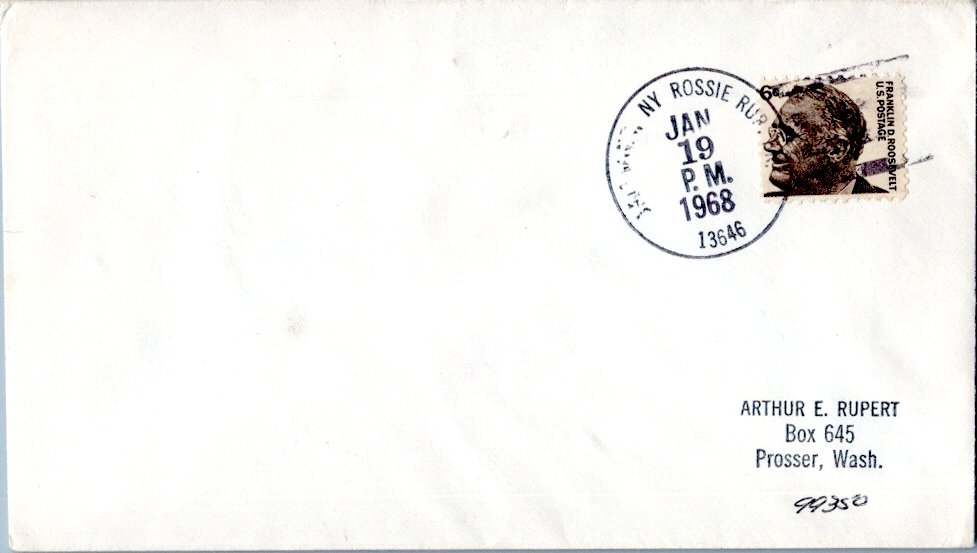 NY ROSSIE RUR.
JAN
19
P.M.
1968
13646
6¢
FRANKLIN D. ROOSEVELT
U.S. POSTAGE
ARTHUR E. RUPERT
Box 645
Prosser, Wash.
99350